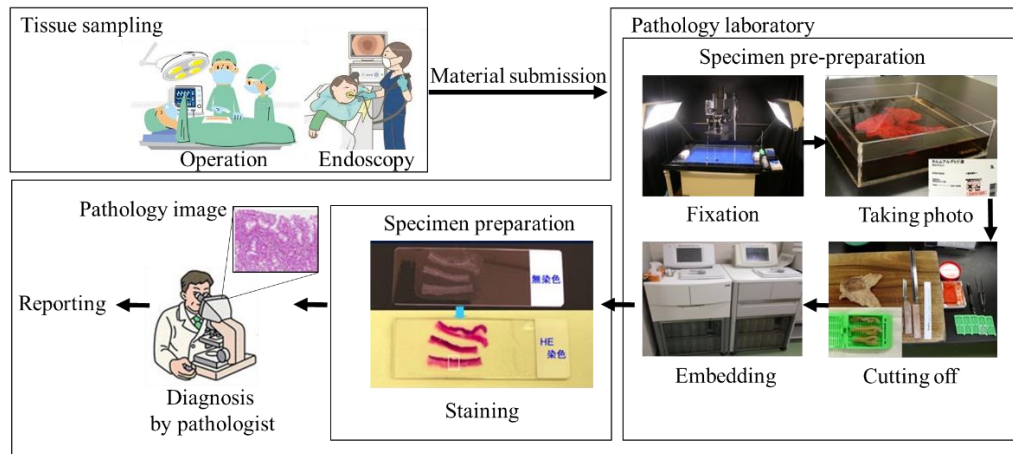 Tissue sampling
Operation
Endoscopy
Material submission
Pathology laboratory
Specimen pre-preparation
Fixation
Taking photo
Cutting off
Embedding
Specimen preparation
無染色
HE
染色
Staining
Pathology image
Diagnosis
by pathologist
Reporting